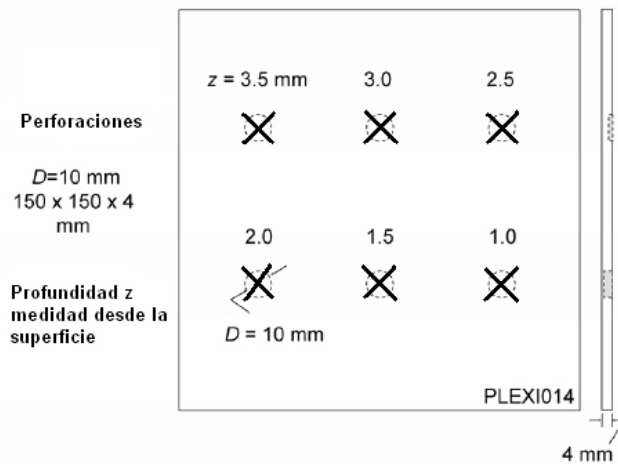 z = 3.5 mm 3.0 2.5
Perforaciones
D=10 mm
150 x 150 x 4
mm
2.0 1.5 1.0
Profundidad z
medidad desde la
superficie
D = 10 mm
PLEXI014
4 mm